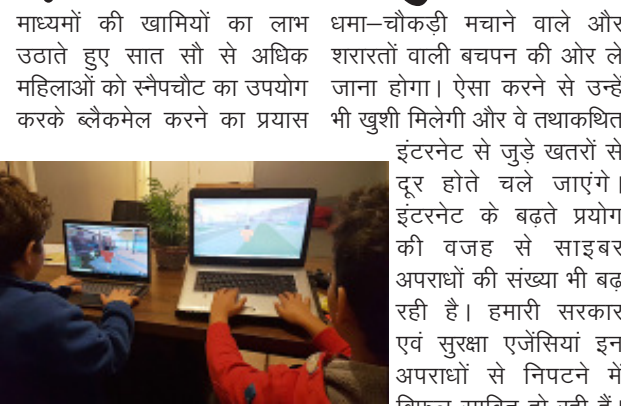 माध्यमों की खामियों का लाभ
उठाते हुए सात सौ से अधिक
महिलाओं को स्नैपचौट का उपयोग
करके ब्लैकमेल करने का प्रयास
धमा–चौकड़ी मचाने वाले और
शरारतों वाली बचपन की ओर ले
जाना होगा। ऐसा करने से उन्हें
भी खुशी मिलेगी और वे तथाकथित
इंटरनेट से जुड़े खतरों से
दूर होते चले जाएंगे।
इंटरनेट के बढ़ते प्रयोग
की वजह से साइबर
अपराधों की संख्या भी बढ़
रही है। हमारी सरकार
एवं सुरक्षा एजेंसियां इन
अपराधों से निपटने में